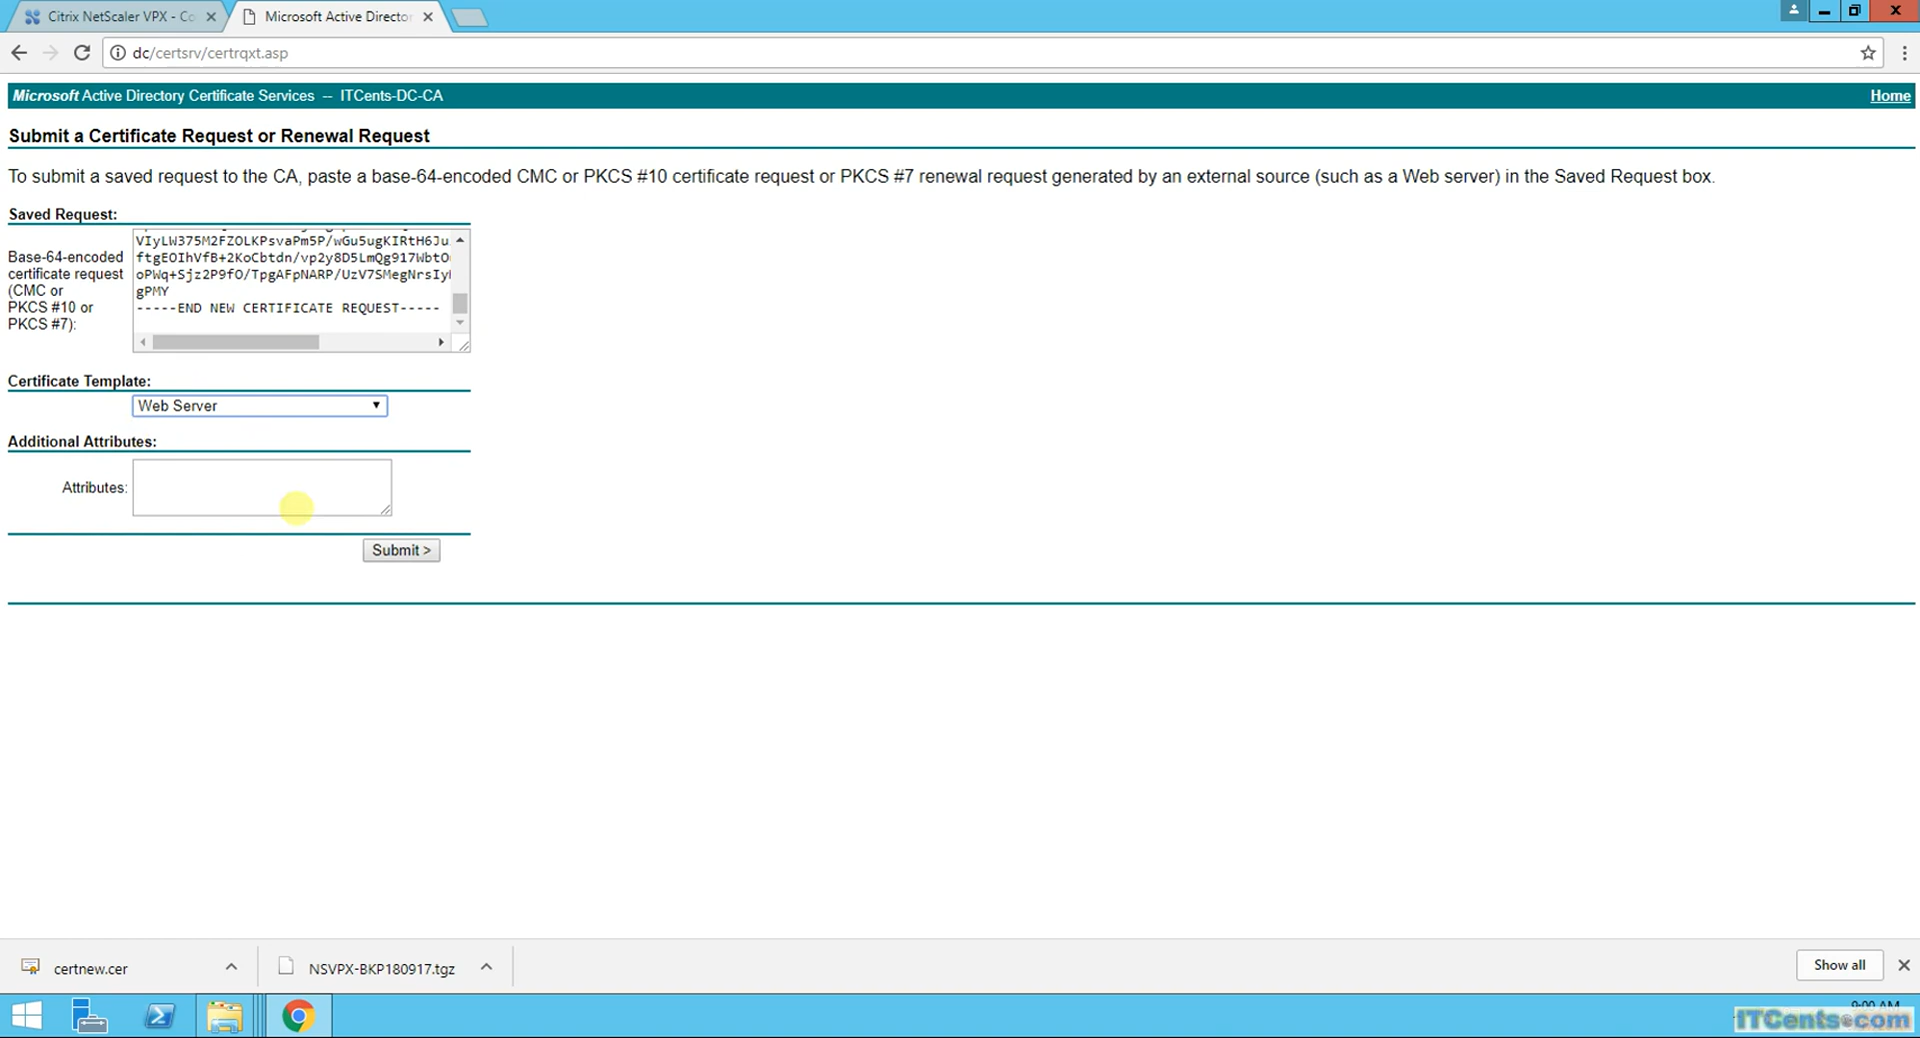 Citrix NetScaler VPX - Co
Microsoft Active Director
dc/certsrv/certrqxt.asp
Microsoft Active Directory Certificate Services -- ITCents-DC-CA
Home
Submit a Certificate Request or Renewal Request
To submit a saved request to the CA, paste a base-64-encoded CMC or PKCS #10 certificate request or PKCS #7 renewal request generated by an external source (such as a Web server) in the Saved Request box.
Saved Request:
Base-64-encoded
certificate request
(CMC or
PKCS #10 or
PKCS #7):
VIyLW375M2FZOLKPsvaPm5P/wGu5ugKIRtH6Ju
ftgEOIhVfB+2KoCbtdn/vp2y8D5LmQg917Wbt0
oPWq+Sjz2P9fO/TpgAFpNARP/UzV7SMegNrsIy
gPMY
-----END NEW CERTIFICATE REQUEST-----
Certificate Template:
Web Server
Additional Attributes:
Attributes:
Submit >
certnew.cer
NSVPX-BKP180917.tgz
Show all
9:00 AM
ITCents.com